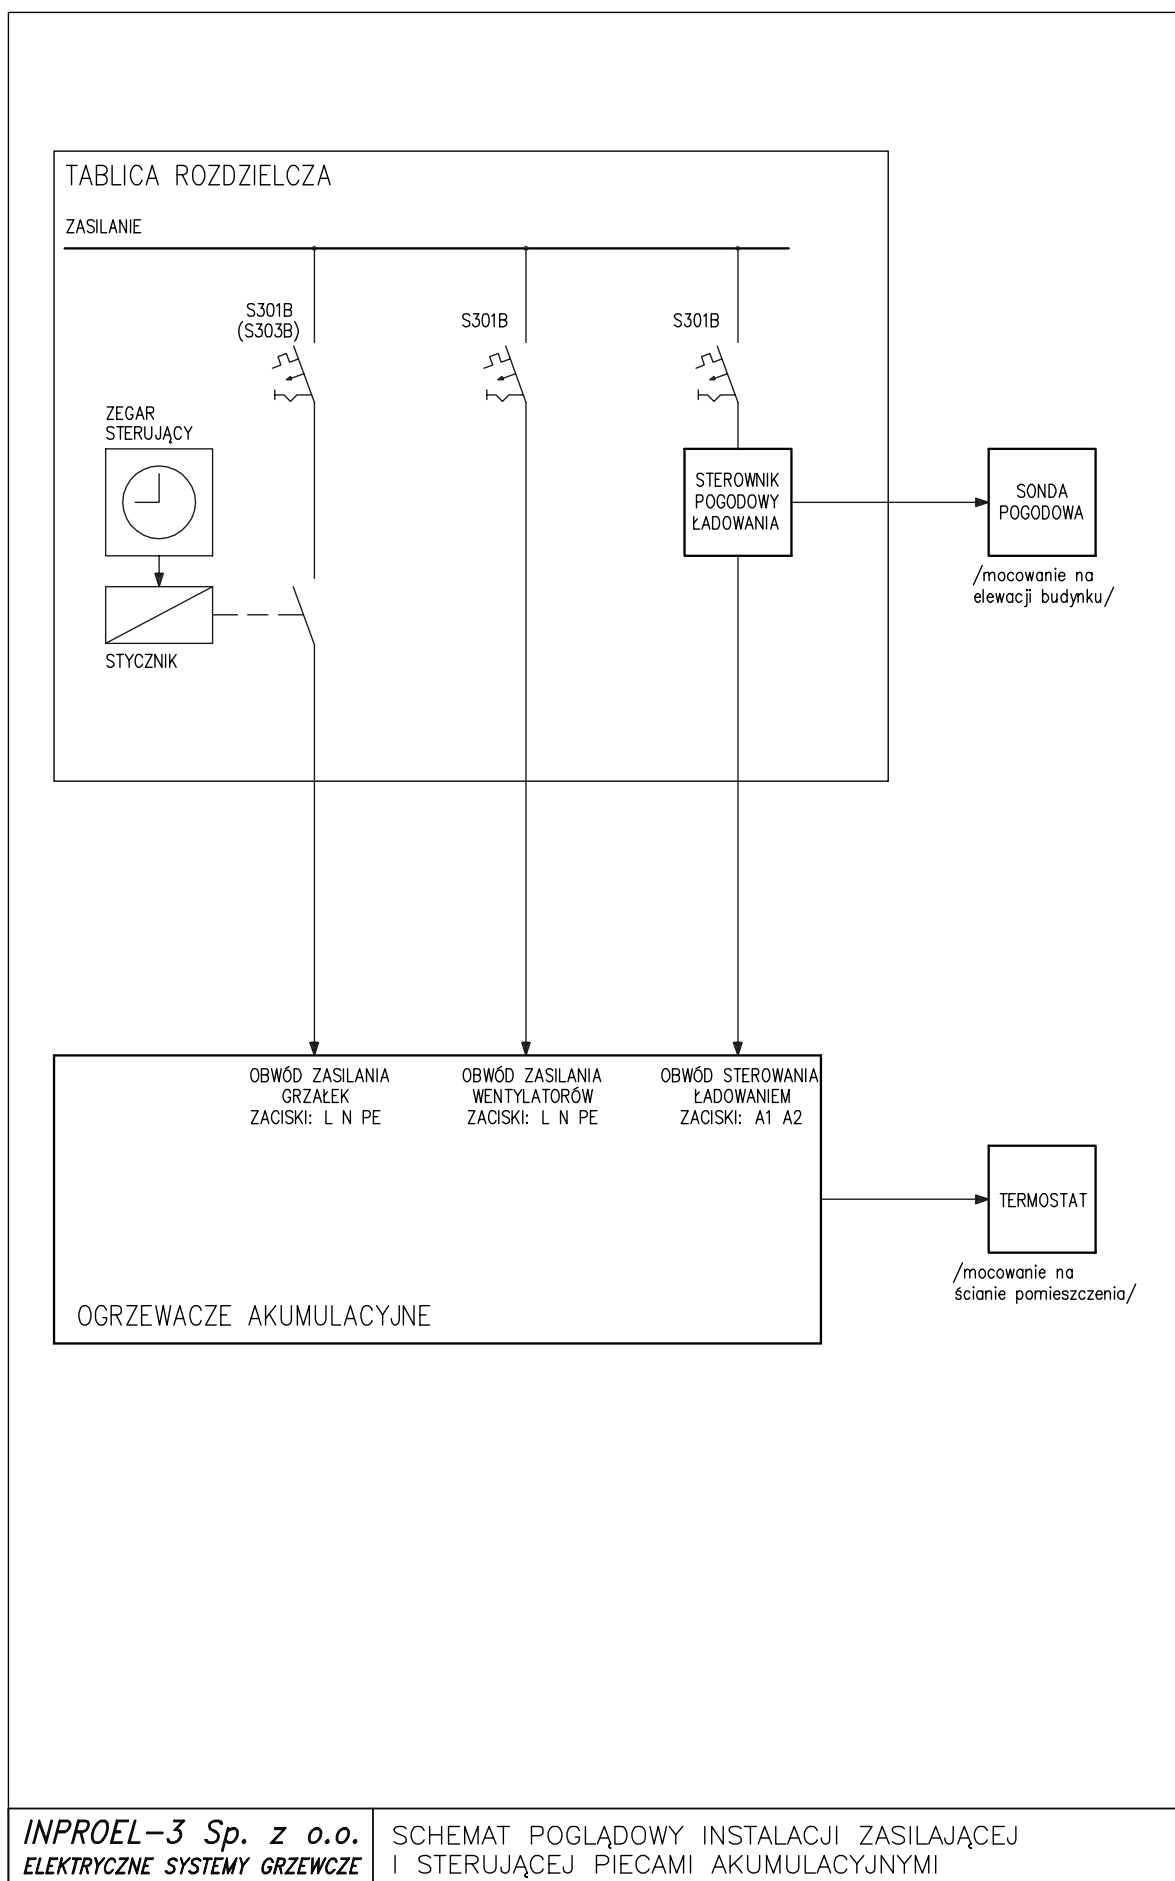 TABLICA ROZDZIELCZA
ZASILANIE
S301B
(S303B)
S301B
S301B
ZEGAR
STERUJĄCY
STEROWNIK
POGODOWY
ŁADOWANIA
SONDA
POGODOWA
/mocowanie na
elewacji budynku/
STYCZNIK
OBWÓD ZASILANIA
GRZAŁEK
ZACISKI: L N PE
OBWÓD ZASILANIA
WENTYLATORÓW
ZACISKI: L N PE
OBWÓD STEROWANIA
ŁADOWANIEM
ZACISKI: A1 A2
TERMOSTAT
/mocowanie na
ścianie pomieszczenia/
OGRZEWACZE AKUMULACYJNE
INPROEL-3 Sp. z o.o.
ELEKTRYCZNE SYSTEMY GRZEWCZE
SCHEMAT POGLĄDOWY INSTALACJI ZASILAJĄCEJ
I STERUJĄCEJ PIECAMI AKUMULACYJNYMI